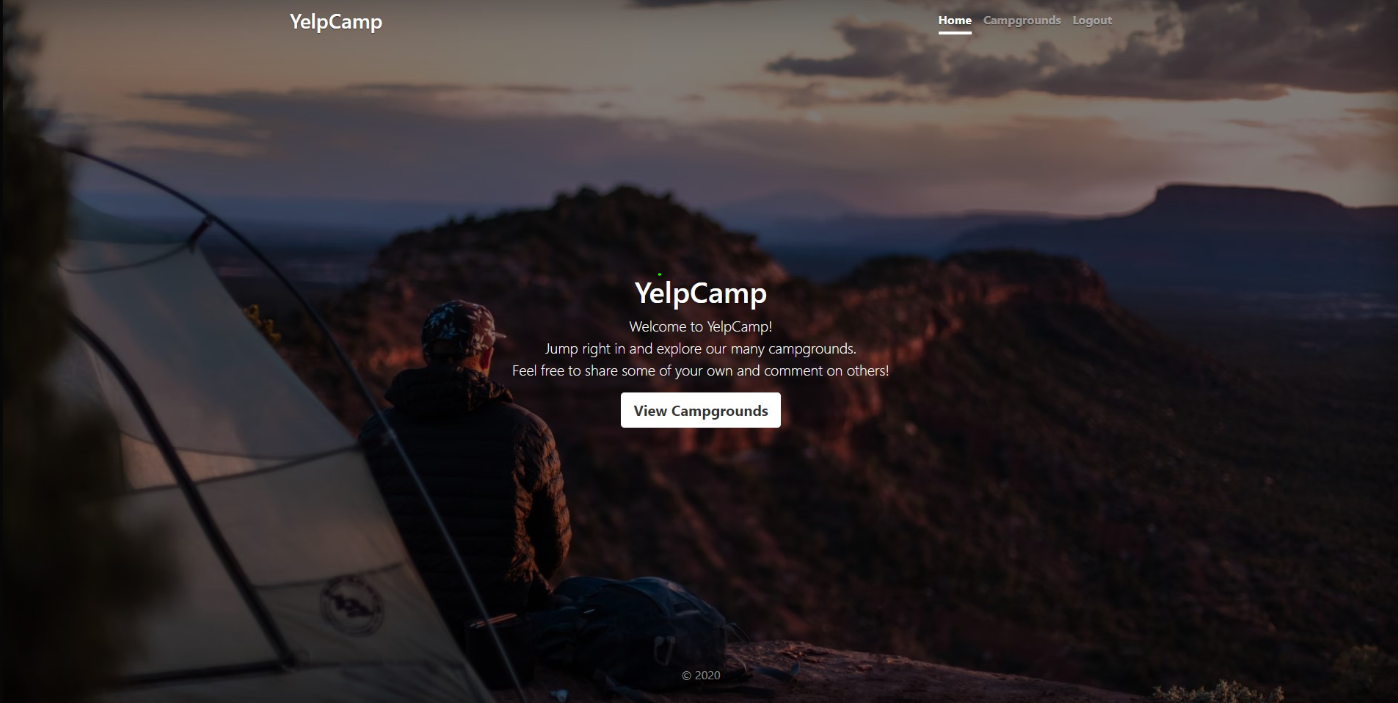 YelpCamp
Home Campgrounds Logout
YelpCamp
Welcome to YelpCamp!
Jump right in and explore our many campgrounds.
Feel free to share some of your own and comment on others!
View Campgrounds
© 2020